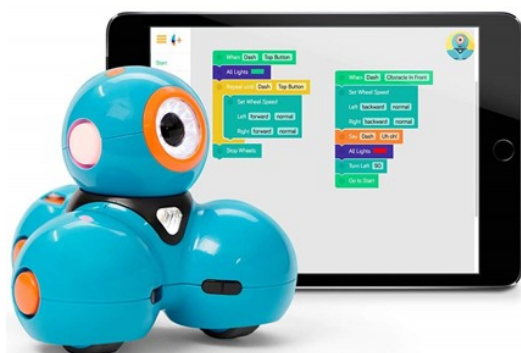 Start
When Dash Top Button
All Lights
Repeat until Dash Top Button
Set Wheel Speed
Left forward normal
Right forward normal
Stop Wheels
When Dash Obstacle In Front
Set Wheel Speed
Left backward normal
Right backward normal
Say Dash Uh oh!
All Lights
Turn Left 90
Go to Start